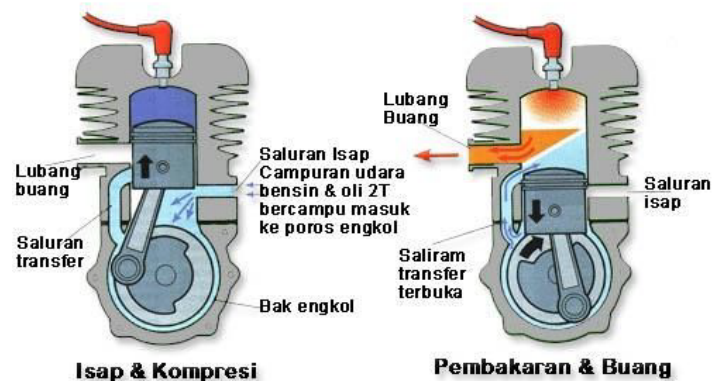 Lubang
buang
Saluran
transfer
Saluran Isap
Campuran udara
bensin & oli 2T
bercampu masuk
ke poros engkol
Bak engkol
Isap & Kompresi
Lubang
Buang
Saluran
isap
Saliram
transfer
terbuka
Pembakaran & Buang